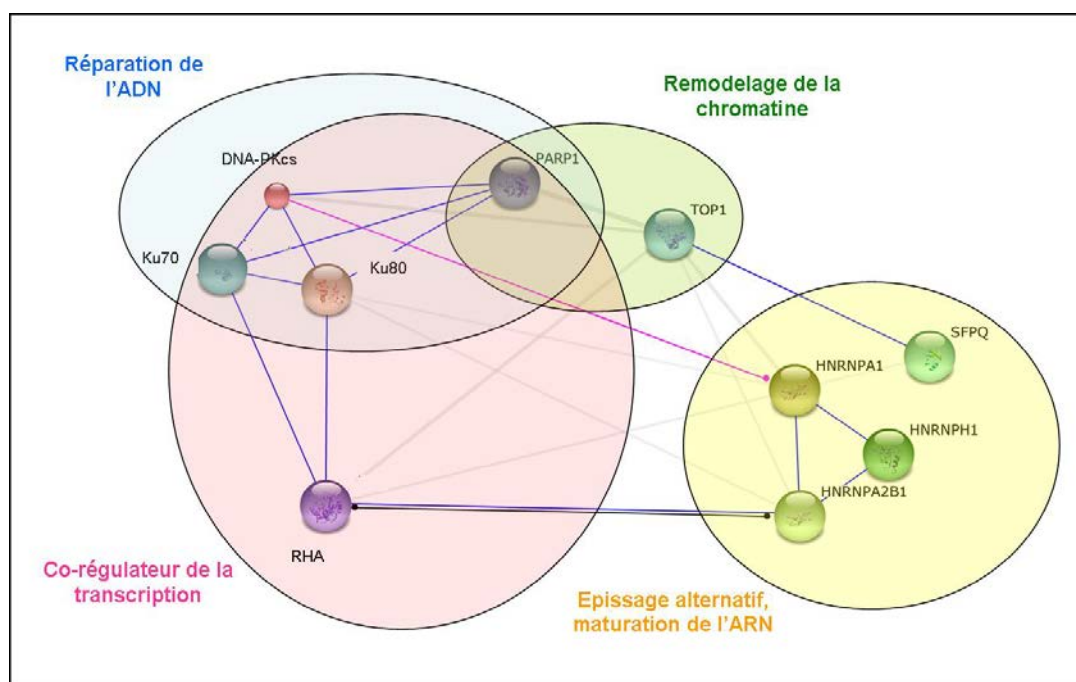 Réparation de
l'ADN
Remodelage de la
chromatine
DNA-PKcs
PARP1
TOP1
Ku70
Ku80
SFPQ
HNRNPA1
HNRNPH1
HNRNPA2B1
RHA
Co-régulateur de la
transcription
Epissage alternatif,
maturation de l'ARN